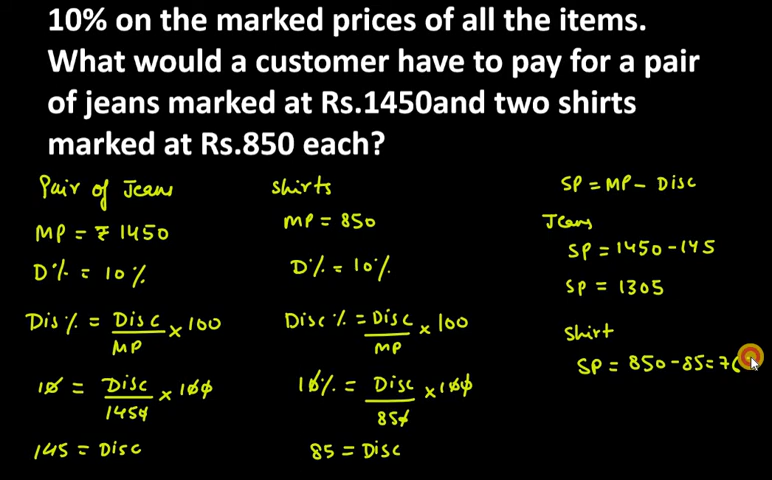 10% on the marked prices of all the items.
What would a customer have to pay for a pair
of jeans marked at Rs.1450and two shirts
marked at Rs.850 each?
Pair of Jeans
MP = ₹ 1450
D% = 10%
Dis% = Disc/MP × 100
10 = Disc/1450 × 100
145 = Disc
Shirts
MP = 850
D% = 10%
Disc% = Disc/MP × 100
10% = Disc/850 × 100
85 = Disc
SP = MP - Disc
Jeans
SP = 1450 - 145
SP = 1305
Shirt
SP = 850 - 85 = 76